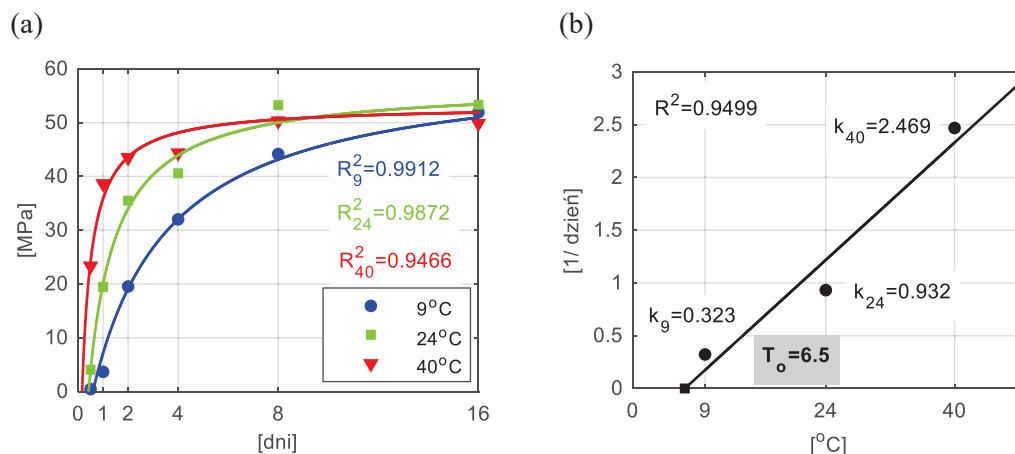 (a)
60
50
40
30
20
10
0
[MPa]
R²₉=0.9912
R²₂₄=0.9872
R²₄₀=0.9466
9°C
24°C
40°C
0 1 2 4 8 16
[dni]
(b)
3
2.5
2
1.5
1
0.5
0
[1/ dzień]
R²=0.9499
k₄₀=2.469
k₂₄=0.932
k₉=0.323
Tₒ=6.5
0 9 24 40
[°C]